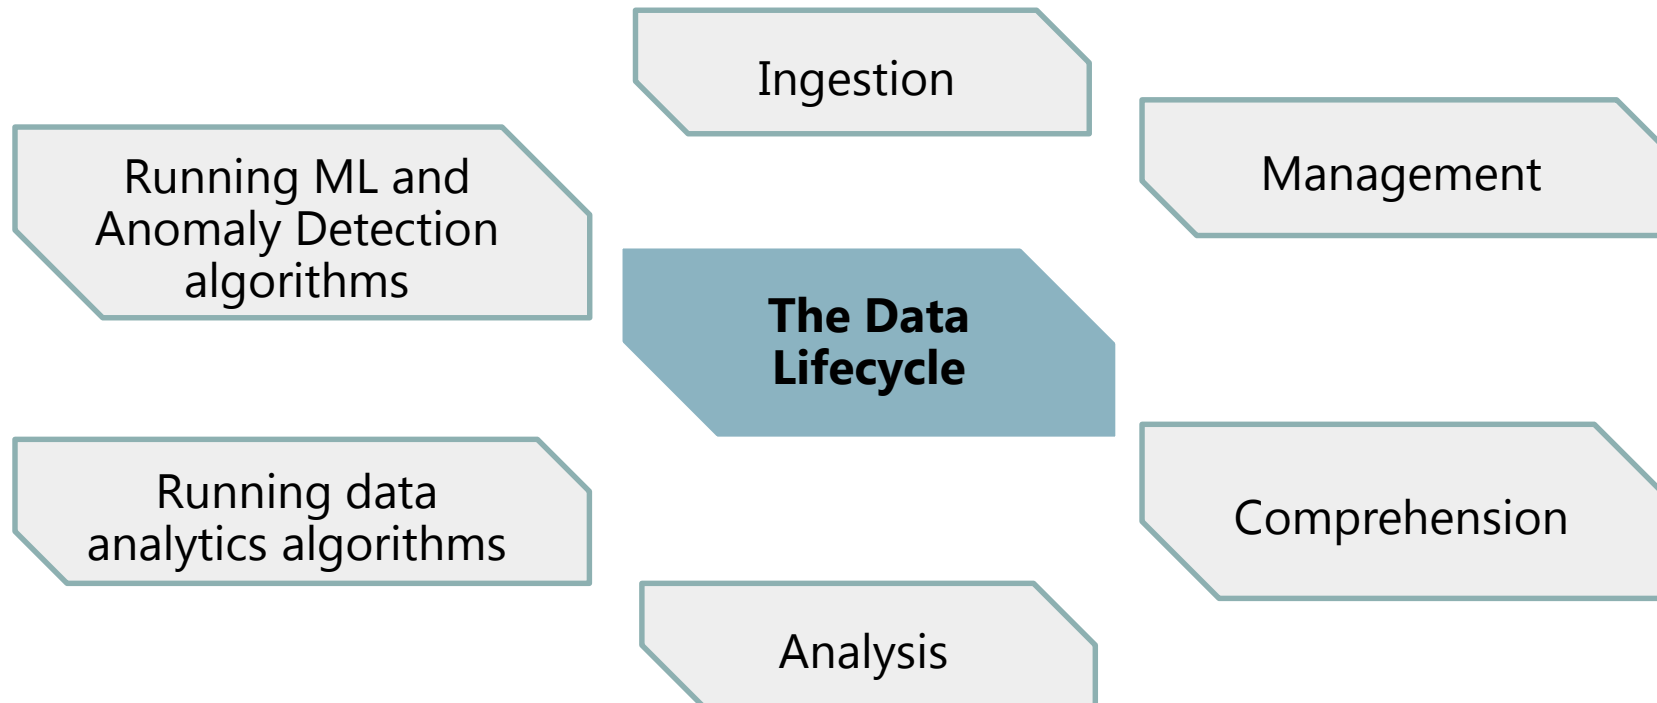 Ingestion
Management
Running ML and
Anomaly Detection
algorithms
The Data
Lifecycle
Running data
analytics algorithms
Comprehension
Analysis